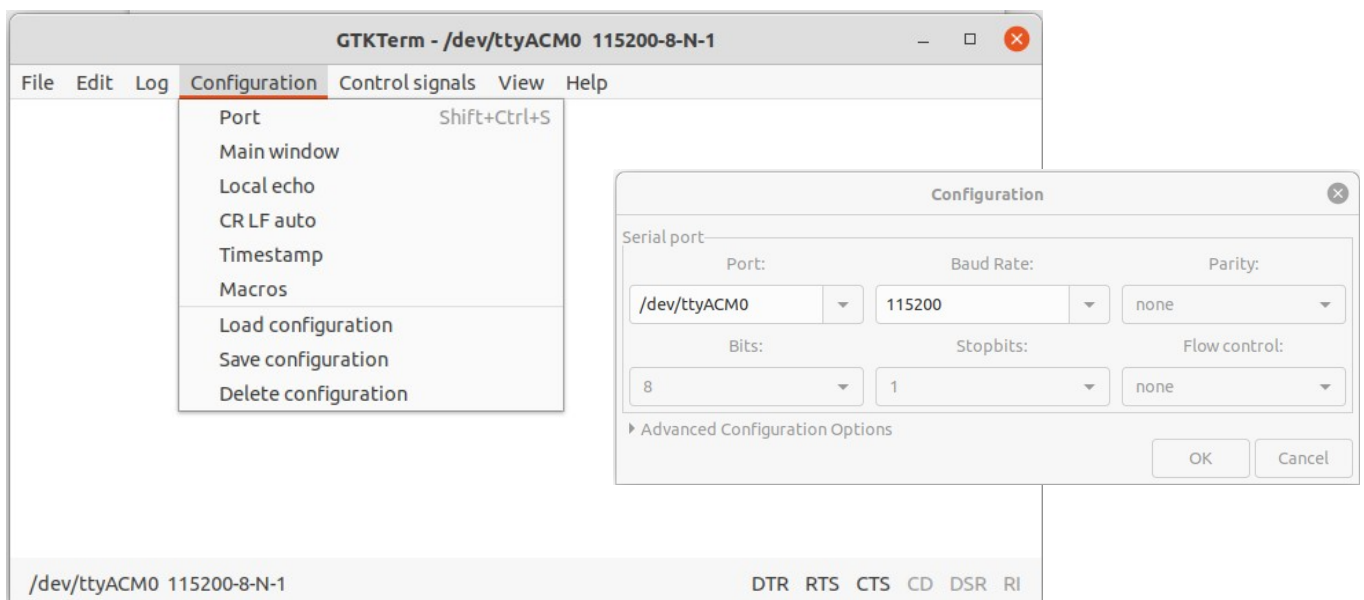 GTKTerm - /dev/ttyACM0 115200-8-N-1
File Edit Log Configuration Control signals View Help
Port Shift+Ctrl+S
Main window
Local echo
CR LF auto
Timestamp
Macros
Load configuration
Save configuration
Delete configuration
Configuration
Serial port
Port: Baud Rate: Parity:
/dev/ttyACM0 115200 none
Bits: Stopbits: Flow control:
8 1 none
Advanced Configuration Options
OK Cancel
/dev/ttyACM0 115200-8-N-1 DTR RTS CTS CD DSR RI